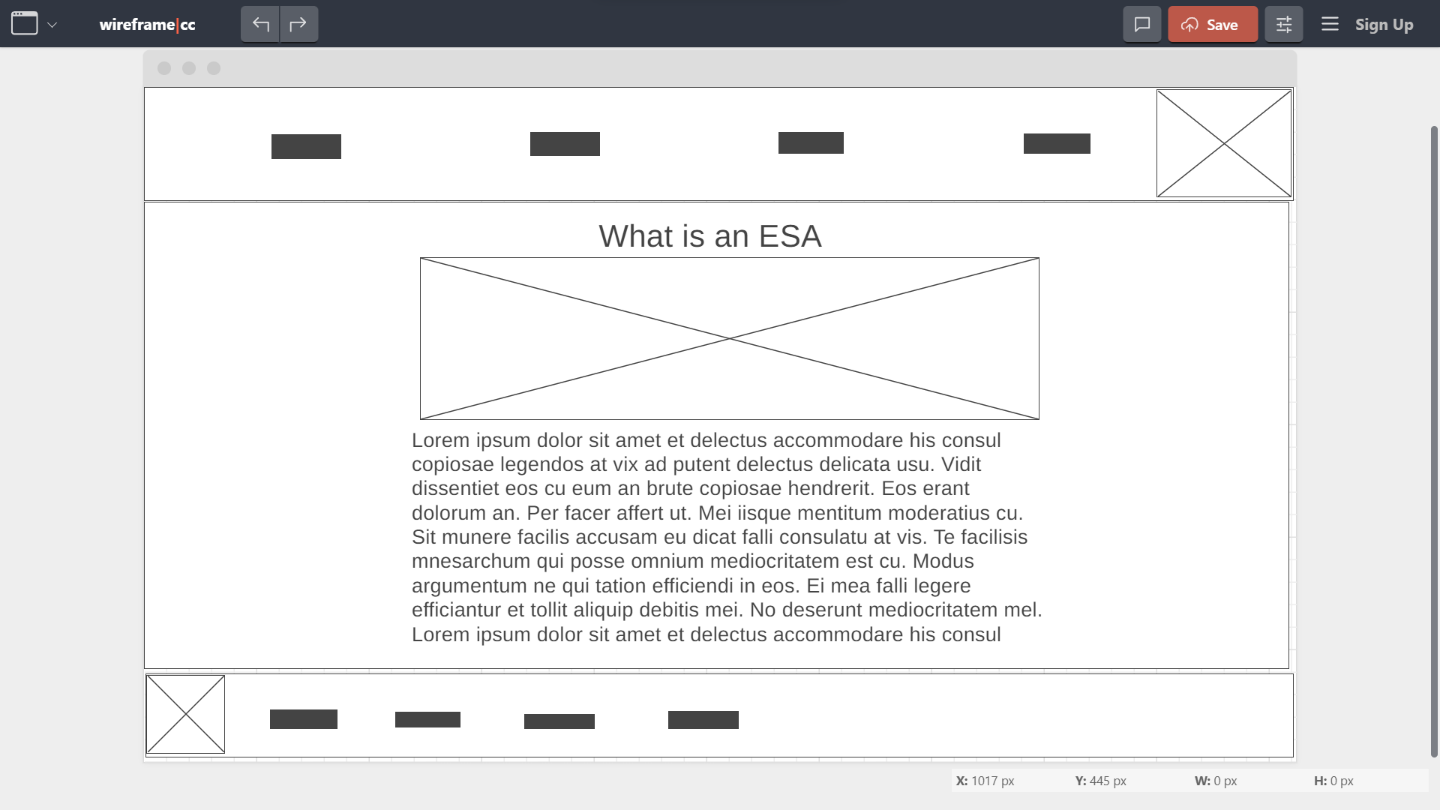 wireframe|cc
Save
Sign Up
What is an ESA
Lorem ipsum dolor sit amet et delectus accommodare his consul
copiosae legendos at vix ad putent delectus delicata usu. Vidit
dissentiet eos cu eum an brute copiosae hendrerit. Eos erant
dolorum an. Per facer affert ut. Mei iisque mentitum moderatius cu.
Sit munere facilis accusam eu dicat falli consulatu at vis. Te facilisis
mnesarchum qui posse omnium mediocritatem est cu. Modus
argumentum ne qui tation efficiendi in eos. Ei mea falli legere
efficiantur et tollit aliquip debitis mei. No deserunt mediocritatem mel.
Lorem ipsum dolor sit amet et delectus accommodare his consul
X: 1017 px Y: 445 px W: 0 px H: 0 px